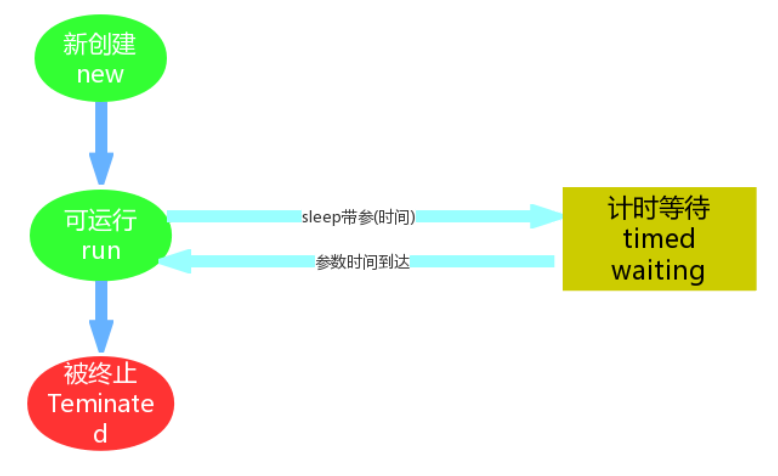 新创建
new
可运行
run
sleep带参(时间)
参数时间到达
计时等待
timed
waiting
被终止
Teminate
d